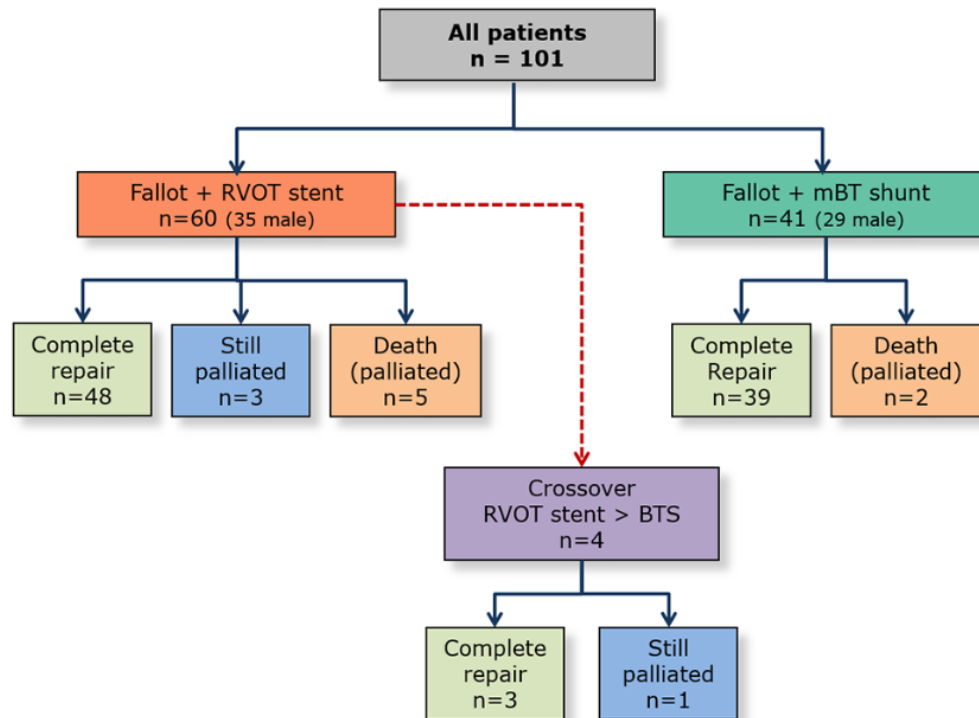 All patients
n = 101
Fallot + RVOT stent
n=60 (35 male)
Fallot + mBT shunt
n=41 (29 male)
Complete
repair
n=48
Still
palliated
n=3
Death
(palliated)
n=5
Complete
Repair
n=39
Death
(palliated)
n=2
Crossover
RVOT stent > BTS
n=4
Complete
repair
n=3
Still
palliated
n=1